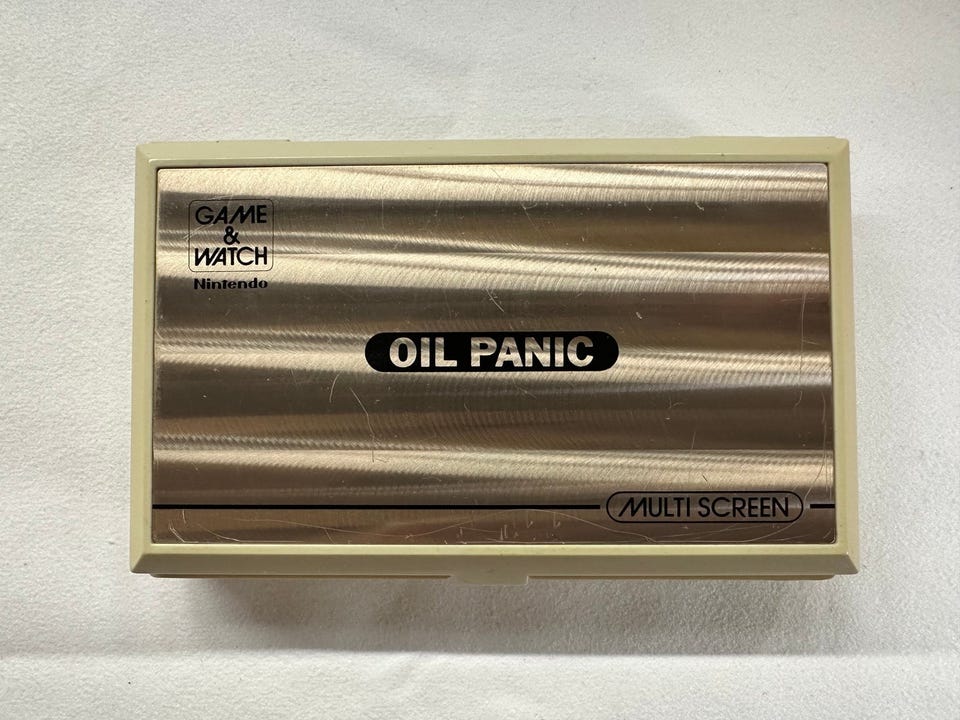 GAME
&
WATCH
Nintendo
OIL PANIC
MULTI SCREEN